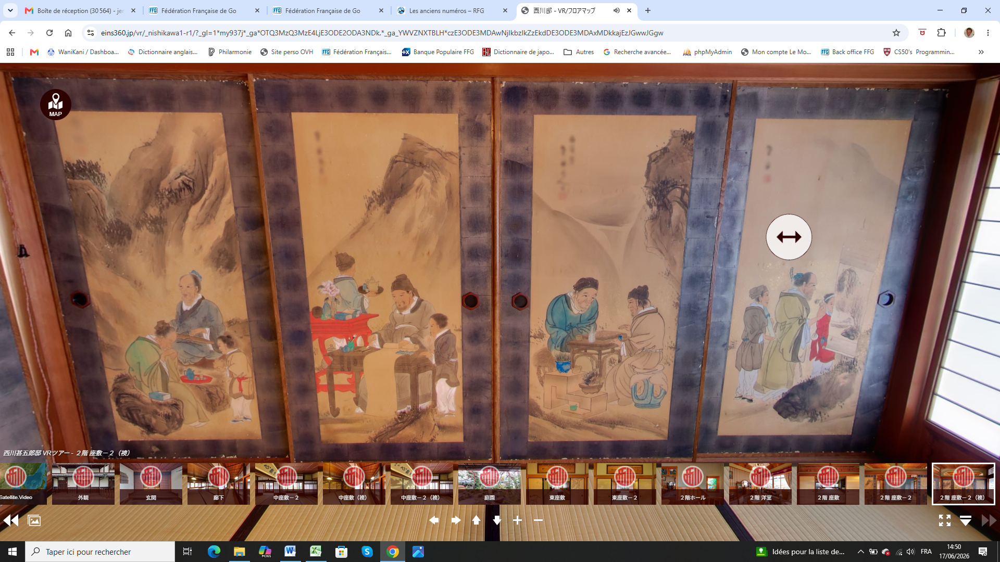 Boîte de réception (30 564) - jer
Fédération Française de Go
Fédération Française de Go
Les anciens numéros – RFG
西川邸 - VR/フロアマップ
eins360.jp/vr/_nishikawa1-r1/?_gl=1*my937j*_ga*OTQ3MzQ3MzE4LjE3ODE2ODA3NDk.*_ga_YWVZNXTBLH*czE3ODE3MDAwNjIkbzIkZzEkdDE3ODE3MDAxMDkkajEzJGwwJGgw
WaniKani / Dashboa...
Dictionnaire anglais...
Philarmonie
Site perso OVH
Fédération Français...
Banque Populaire FFG
Dictionnaire de japo...
Autres
Recherche avancée...
phpMyAdmin
Mon compte Le Mo...
Back office FFG
CS50's Programmin...
MAP
西川甚五郎邸 VRツアー - ２階 座敷－２（襖）
Satellite.Video
外観
玄関
廊下
中座敷－２
中座敷（襖）
中座敷－２（襖）
庭園
東座敷
東座敷－２
２階ホール
２階 洋室
２階 座敷
２階 座敷－２
２階 座敷－２（襖）
Taper ici pour rechercher
M365
Idées pour la liste de...
FRA
14:50
17/06/2026